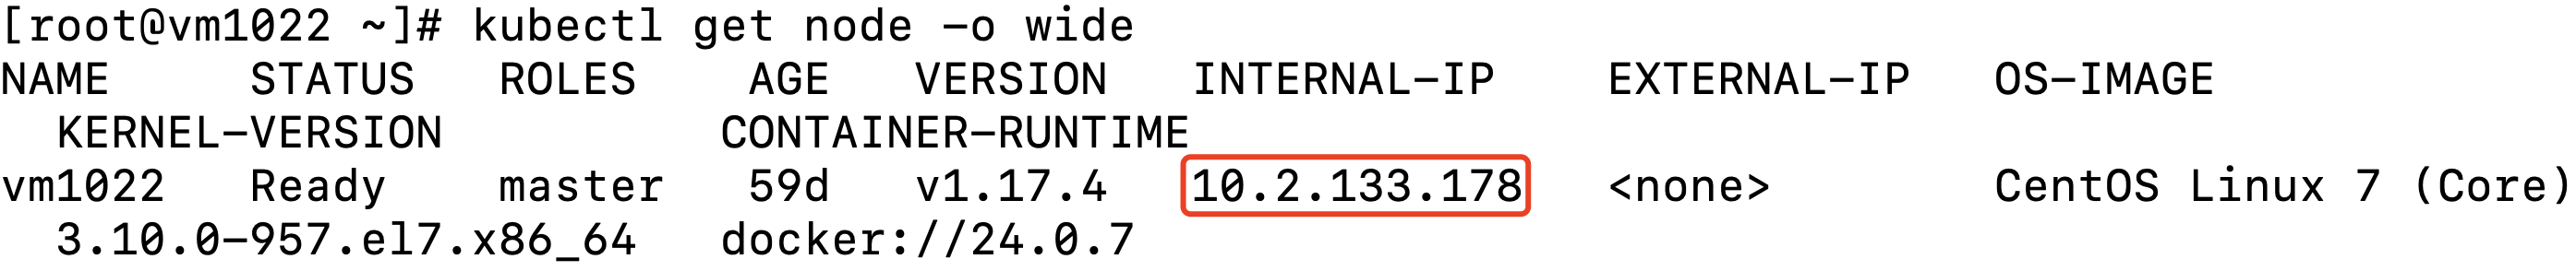 [root@vm1022 ~]# kubectl get node -o wide
NAME     STATUS   ROLES    AGE   VERSION   INTERNAL-IP    EXTERNAL-IP   OS-IMAGE
  KERNEL-VERSION          CONTAINER-RUNTIME
vm1022   Ready    master   59d   v1.17.4   10.2.133.178   <none>        CentOS Linux 7 (Core)
  3.10.0-957.el7.x86_64   docker://24.0.7